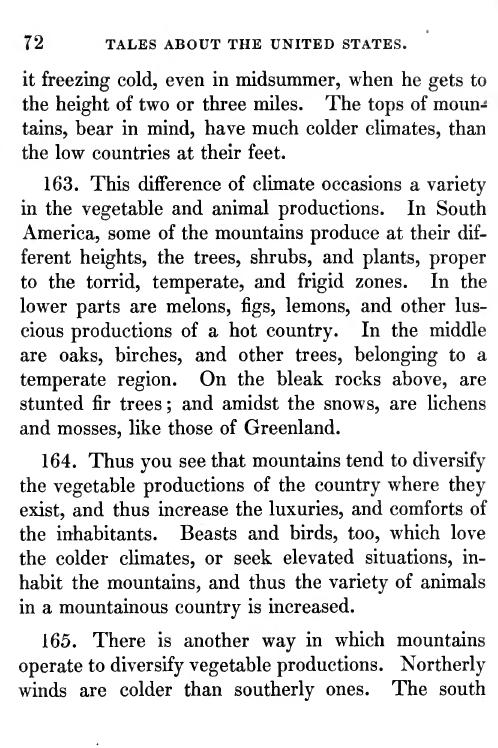 72 TALES ABOUT THE UNITED STATES.
it freezing cold, even in midsummer, when he gets to
the height of two or three miles. The tops of moun-
tains, bear in mind, have much colder climates, than
the low countries at their feet.
163. This difference of climate occasions a variety
in the vegetable and animal productions. In South
America, some of the mountains produce at their dif-
ferent heights, the trees, shrubs, and plants, proper
to the torrid, temperate, and frigid zones. In the
lower parts are melons, figs, lemons, and other lus-
cious productions of a hot country. In the middle
are oaks, birches, and other trees, belonging to a
temperate region. On the bleak rocks above, are
stunted fir trees; and amidst the snows, are lichens
and mosses, like those of Greenland.
164. Thus you see that mountains tend to diversify
the vegetable productions of the country where they
exist, and thus increase the luxuries, and comforts of
the inhabitants. Beasts and birds, too, which love
the colder climates, or seek elevated situations, in-
habit the mountains, and thus the variety of animals
in a mountainous country is increased.
165. There is another way in which mountains
operate to diversify vegetable productions. Northerly
winds are colder than southerly ones. The south